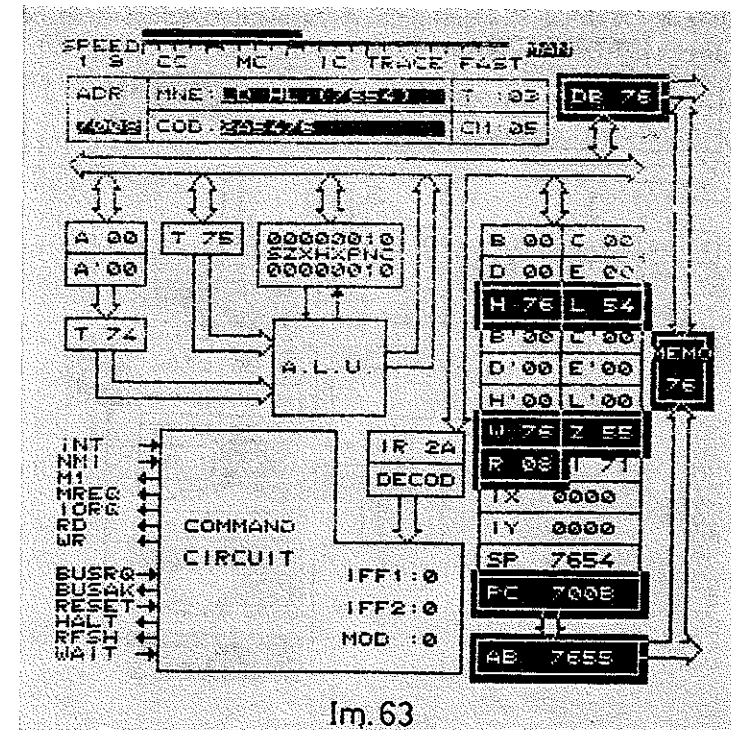 SPEED
1 9 CC MC IC TRACE FAST
ADR MNE: LD HL,(7654) T :03
COD: 2A5476 CM:05
DB 76
A 00
A'00
T 75
00000010
SZXHXPNC
00000010
T 74
A.L.U.
B 00 C 00
D 00 E 00
H 76 L 54
B'00 C'00
D'00 E'00
H'00 L'00
W 76 Z 55
R 08 I 71
IX 0000
IY 0000
SP 7654
PC 700B
AB 7655
MEMO
76
IR 2A
DECOD
INT
NMI
M1
MREQ
IORQ
RD
WR
BUSRQ
BUSAK
RESET
HALT
RFSH
WAIT
COMMAND
CIRCUIT
IFF1:0
IFF2:0
MOD :0
Im. 63